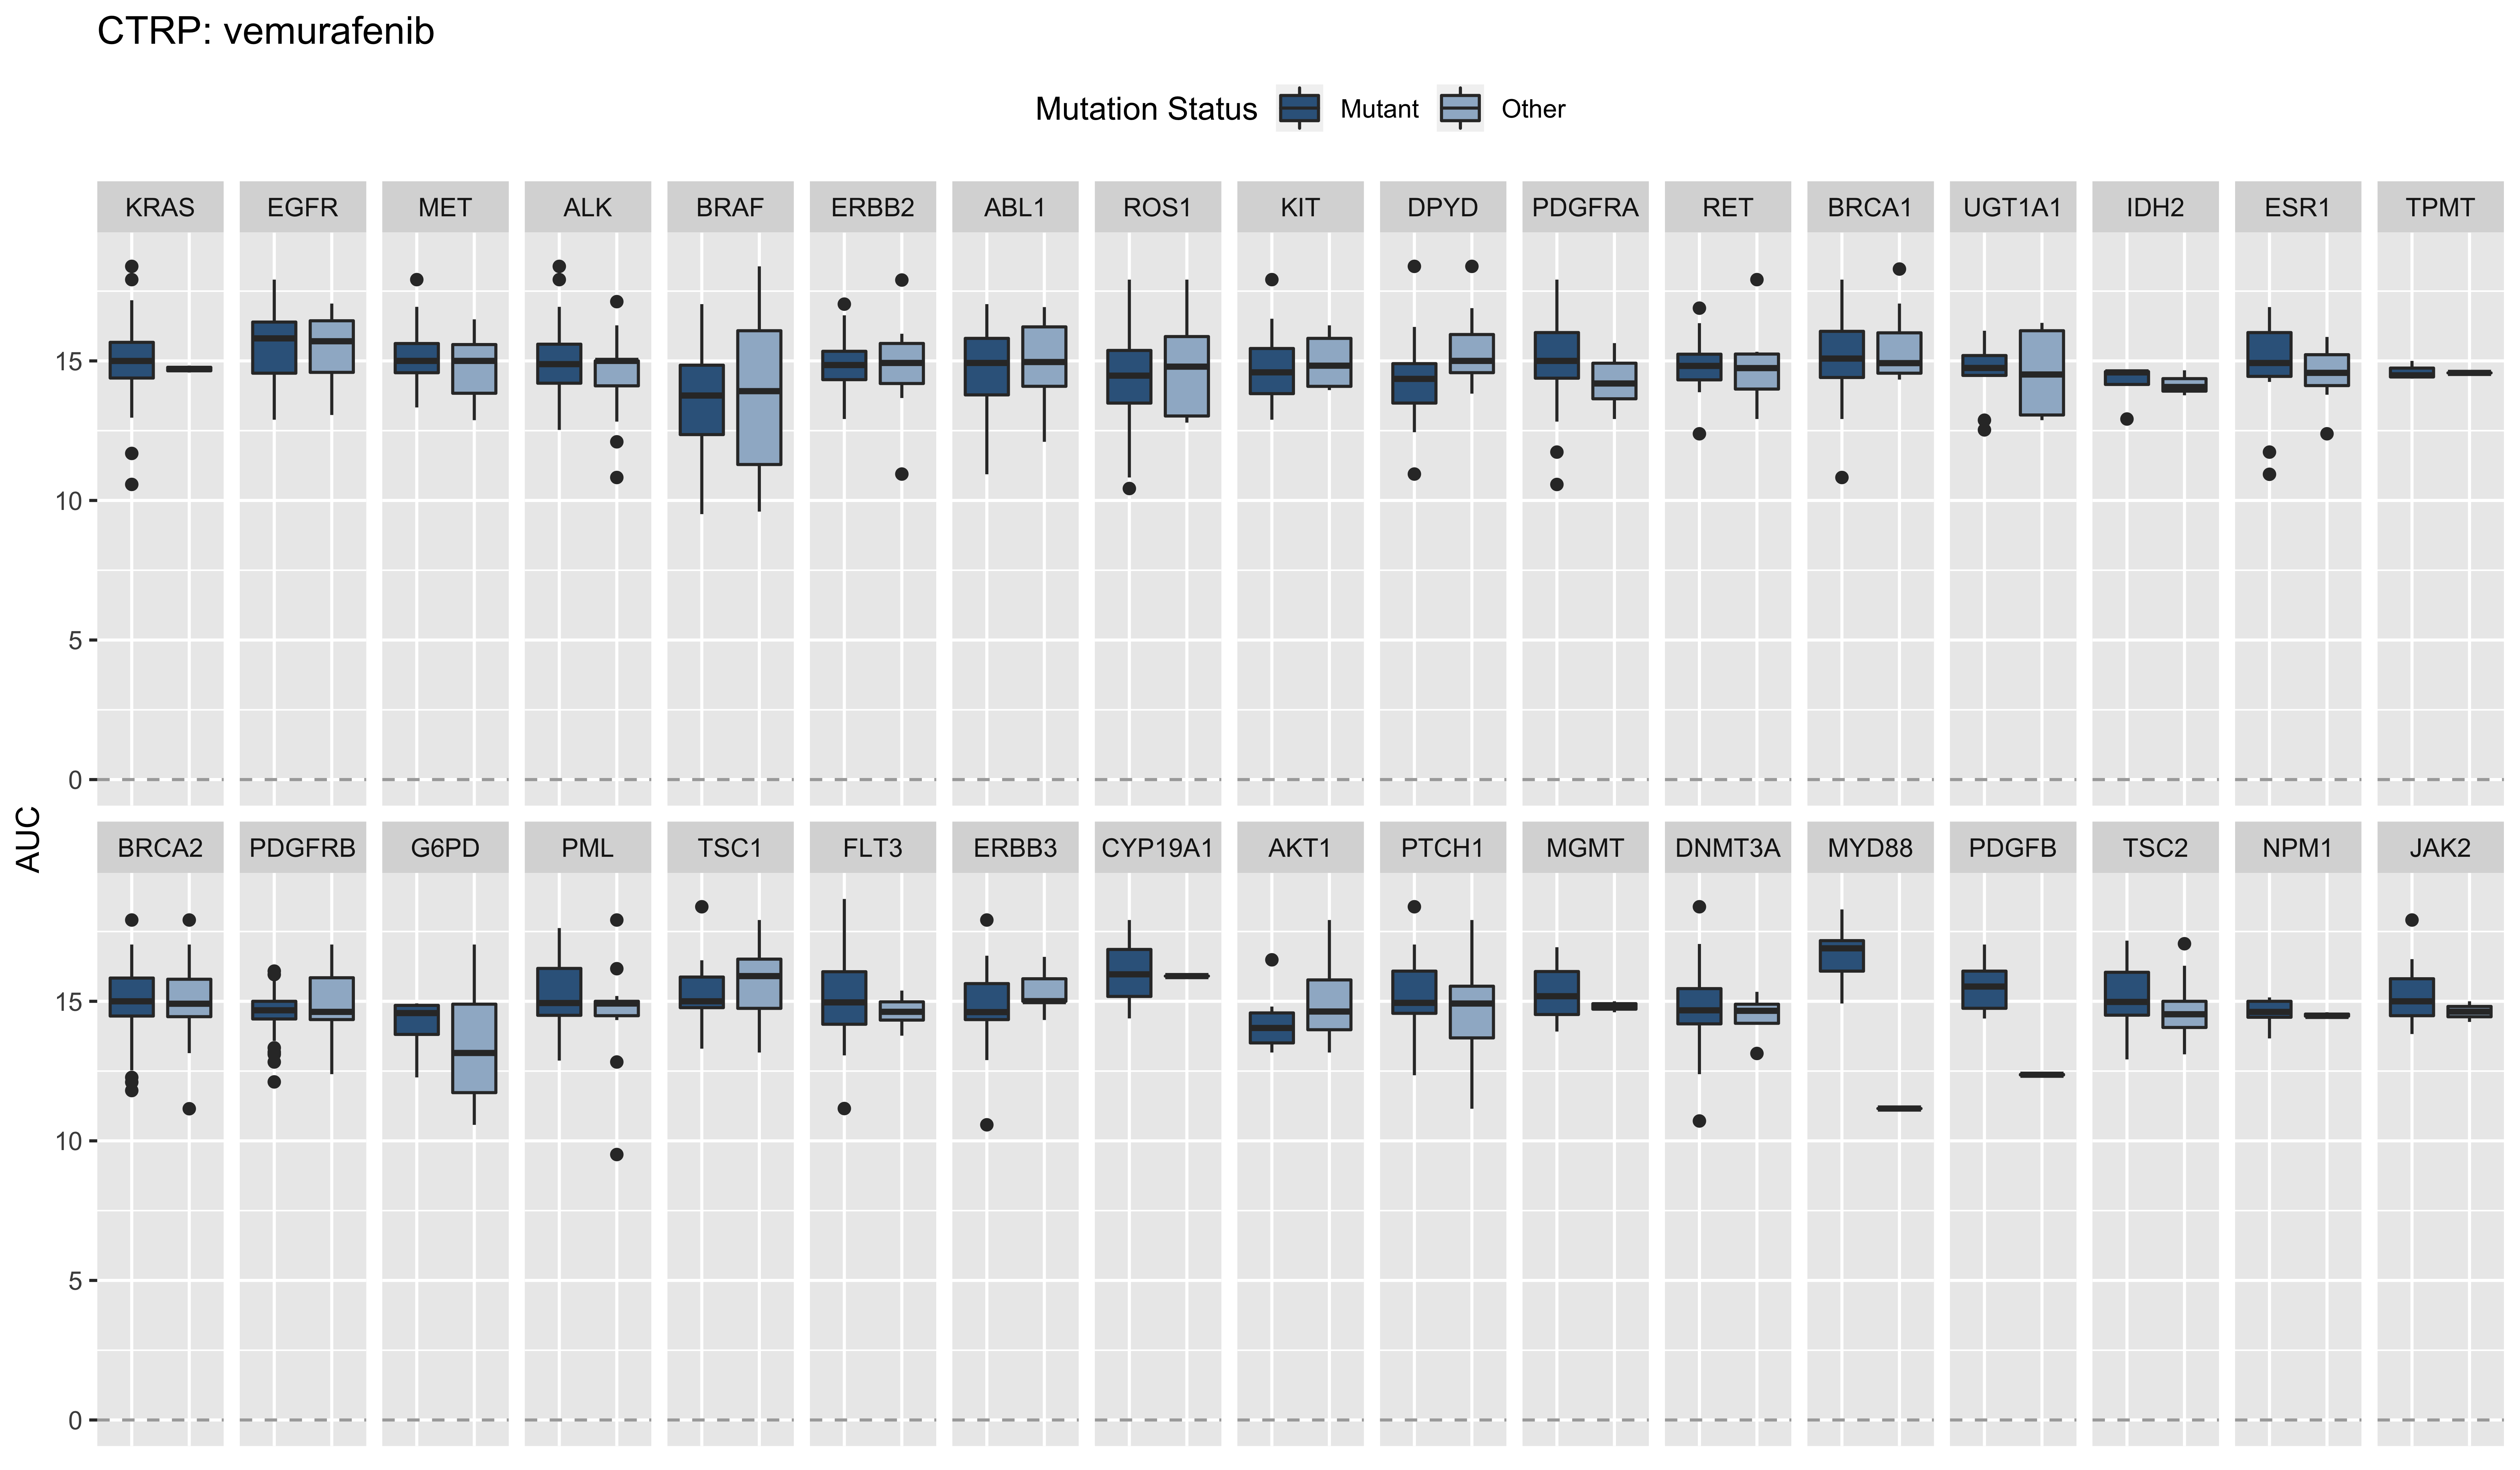 CTRP: vemurafenib
Mutation Status Mutant Other
KRAS EGFR MET ALK BRAF ERBB2 ABL1 ROS1 KIT DPYD PDGFRA RET BRCA1 UGT1A1 IDH2 ESR1 TPMT
15
10
5
0
AUC
BRCA2 PDGFRB G6PD PML TSC1 FLT3 ERBB3 CYP19A1 AKT1 PTCH1 MGMT DNMT3A MYD88 PDGFB TSC2 NPM1 JAK2
15
10
5
0